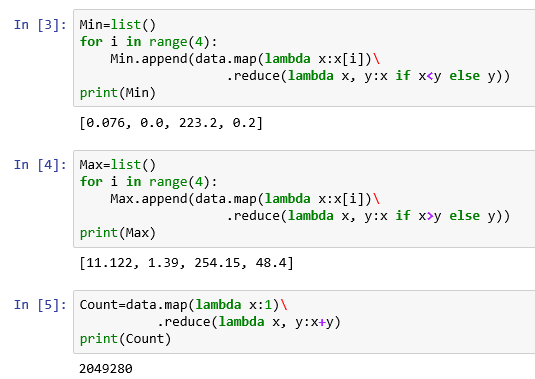 In [3]: Min=list()
for i in range(4):
    Min.append(data.map(lambda x:x[i])\
                   .reduce(lambda x, y:x if x<y else y))
print(Min)
[0.076, 0.0, 223.2, 0.2]
In [4]: Max=list()
for i in range(4):
    Max.append(data.map(lambda x:x[i])\
                   .reduce(lambda x, y:x if x>y else y))
print(Max)
[11.122, 1.39, 254.15, 48.4]
In [5]: Count=data.map(lambda x:1)\
          .reduce(lambda x, y:x+y)
print(Count)
2049280